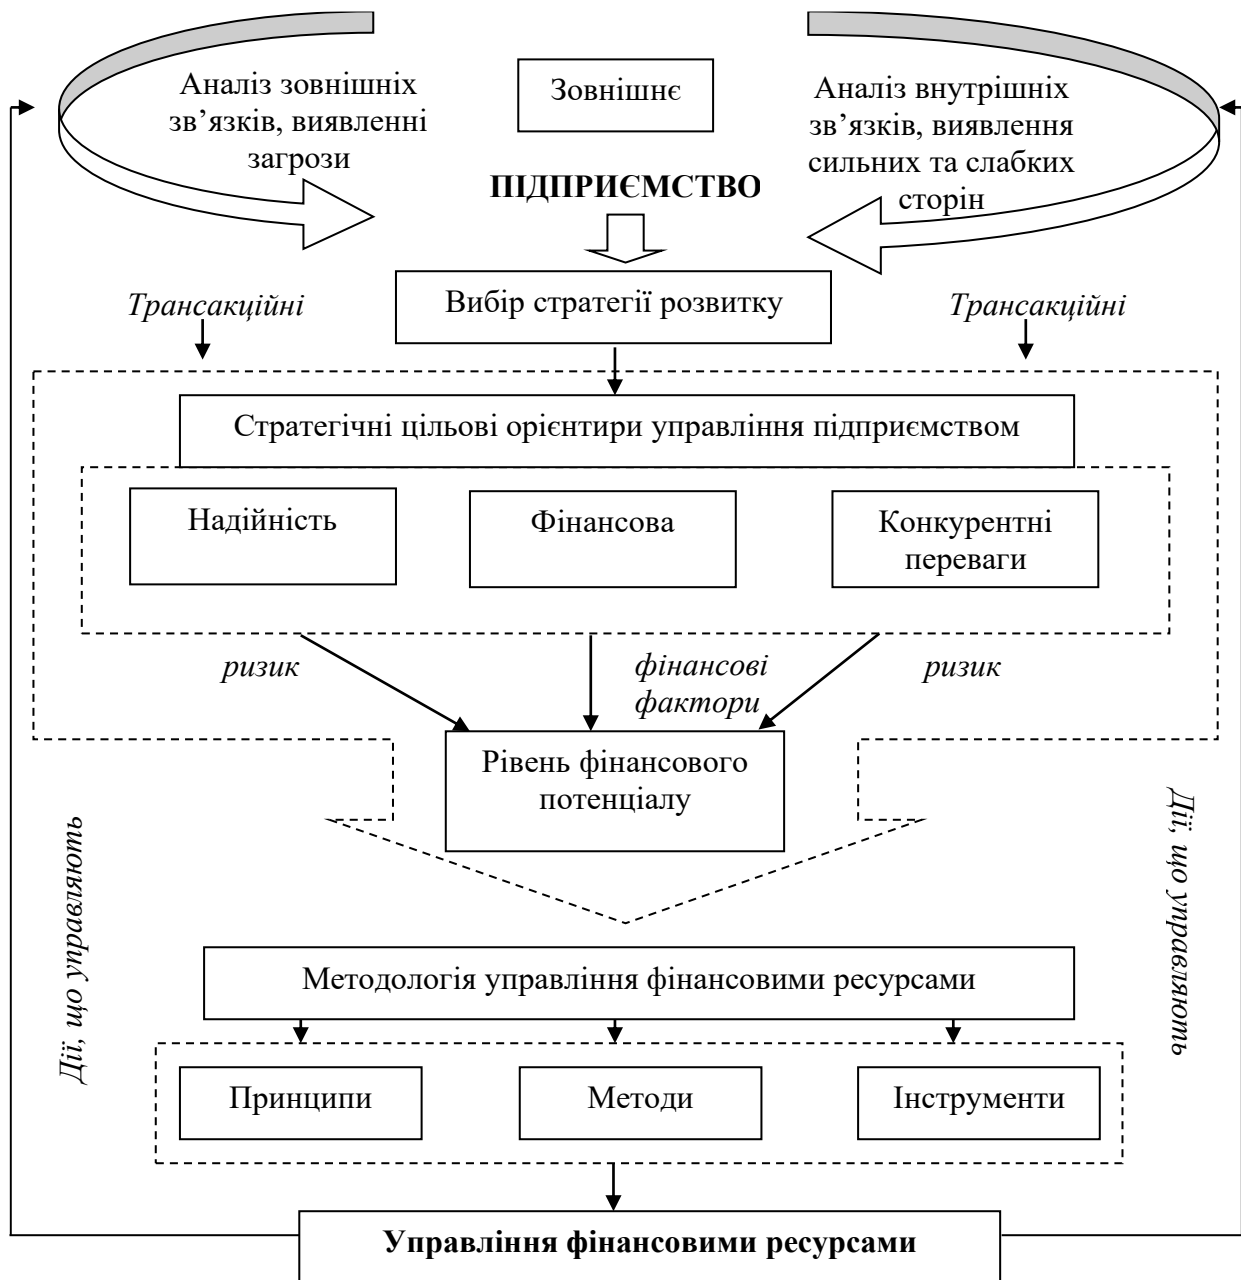 Аналіз зовнішніх
зв’язків, виявленні
загрози
Зовнішнє
Аналіз внутрішніх
зв’язків, виявлення
сильних та слабких
сторін
ПІДПРИЄМСТВО
Вибір стратегії розвитку
Трансакційні
Трансакційні
Стратегічні цільові орієнтири управління підприємством
Надійність
Фінансова
Конкурентні
переваги
ризик
фінансові
фактори
ризик
Рівень фінансового
потенціалу
Дії, що управляють
Дії, що управляють
Методологія управління фінансовими ресурсами
Принципи
Методи
Інструменти
Управління фінансовими ресурсами